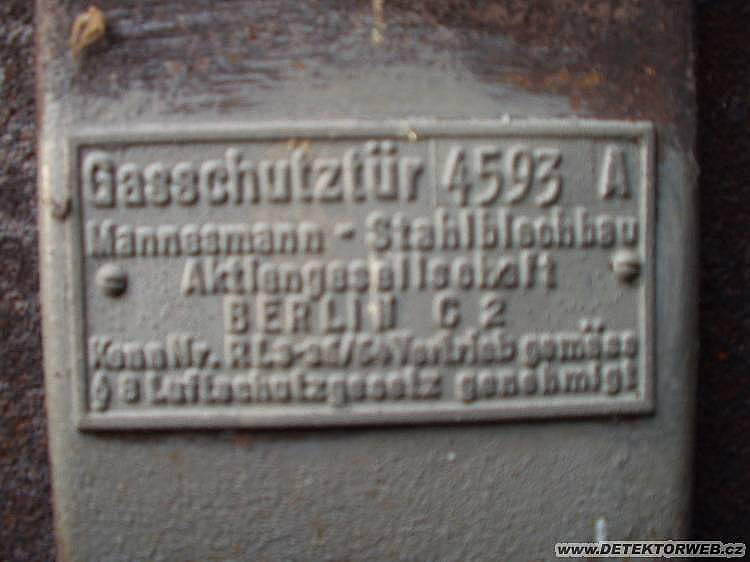 Gasschutztür 4593 A
Mannesmann - Stahlblechbau
Aktiengesellschaft
BERLIN C 2
Kenn Nr. Vertrieb gemäss
§ 8 Luftschutzgesetz genehmigt
www.DETEKTORWEB.cz